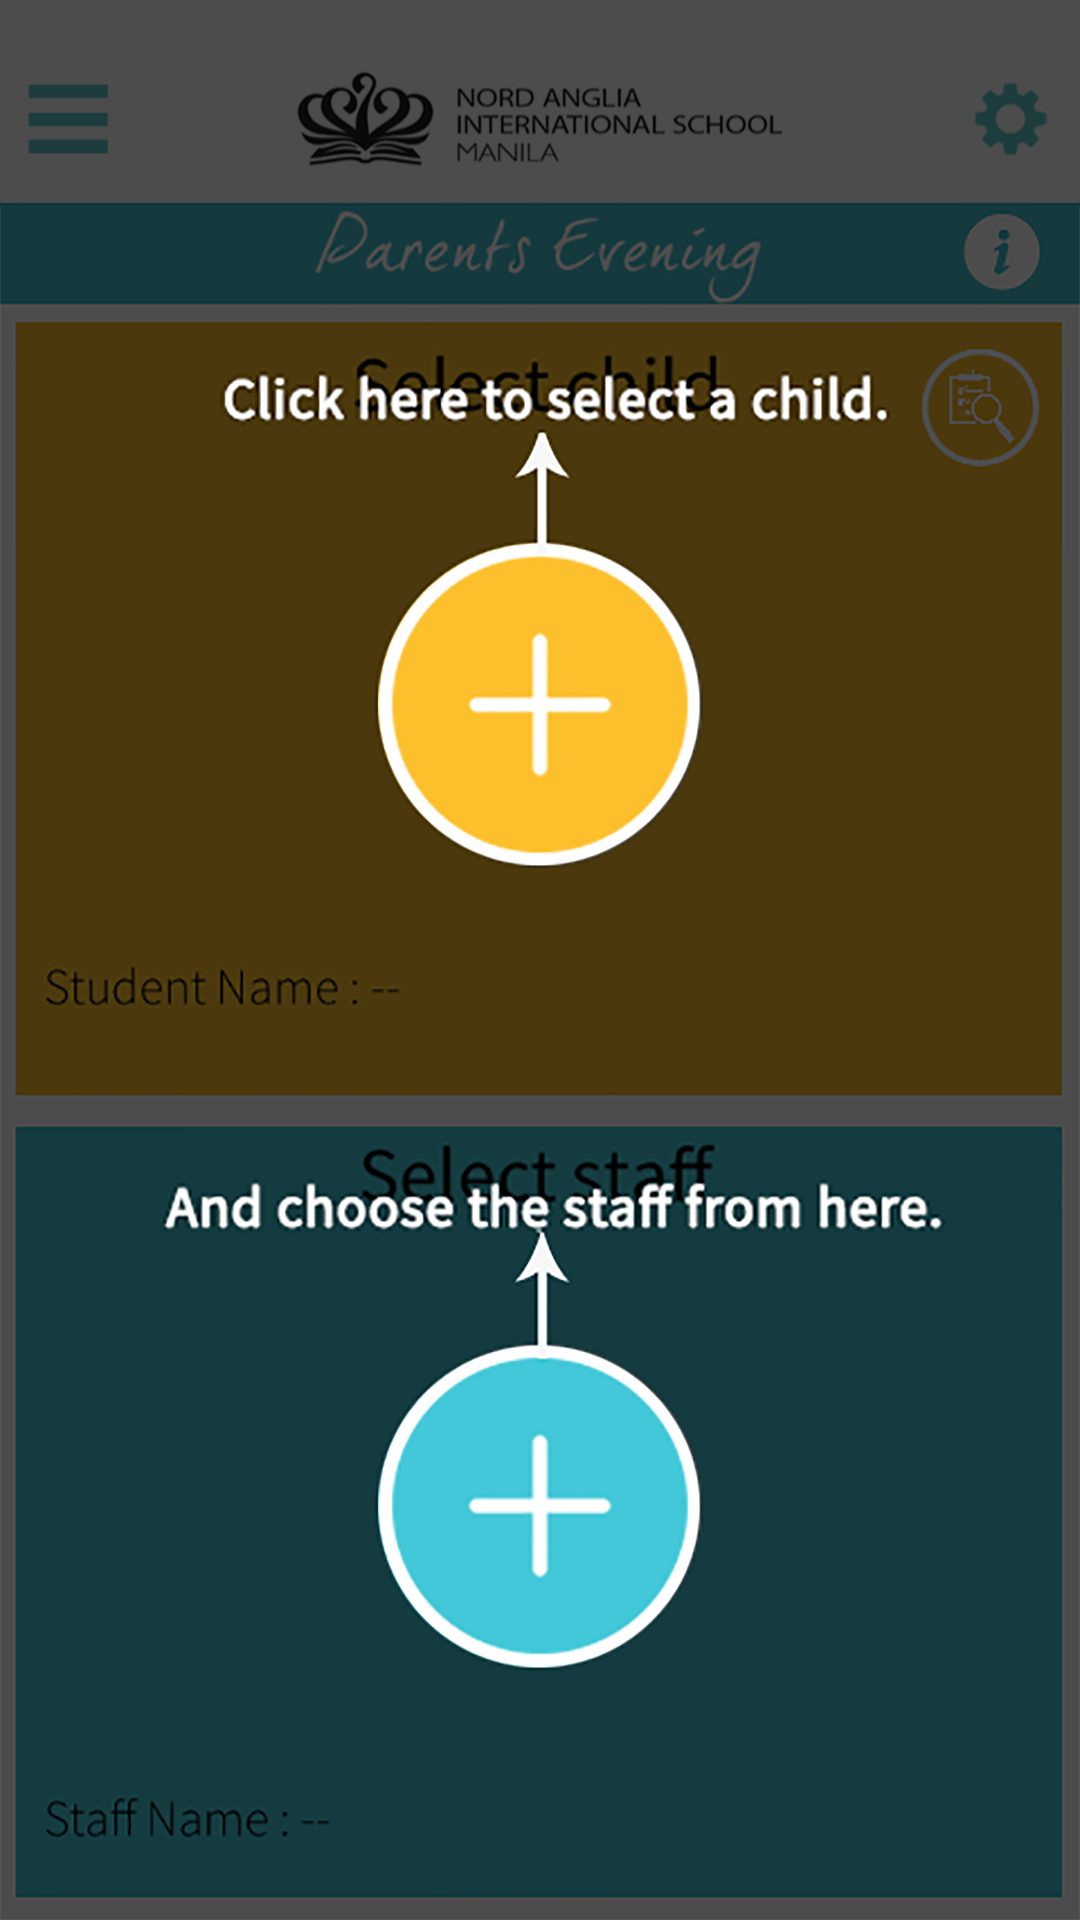 NORD ANGLIA
INTERNATIONAL SCHOOL
MANILA
Parents Evening
i
Select child
Click here to select a child.
Student Name : --
Select staff
And choose the staff from here.
Staff Name : --